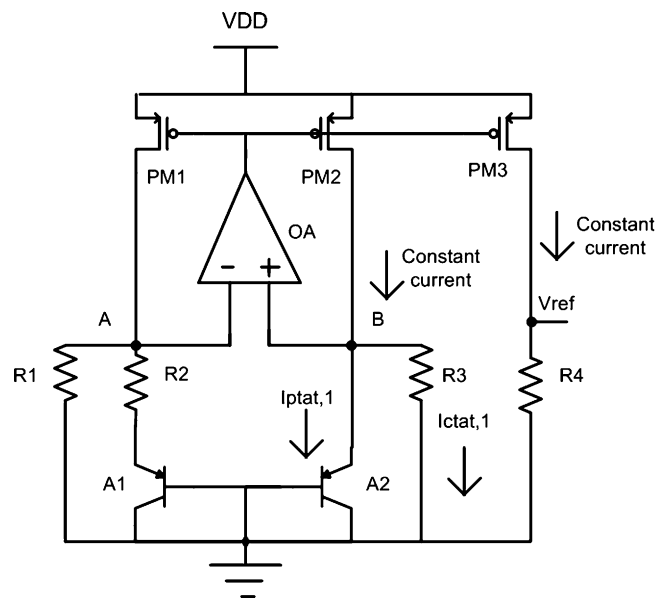 VDD
PM1
PM2
PM3
OA
- +
Constant
current
Constant
current
Vref
A
B
R1
R2
R3
R4
Iptat,1
Ictat,1
A1
A2